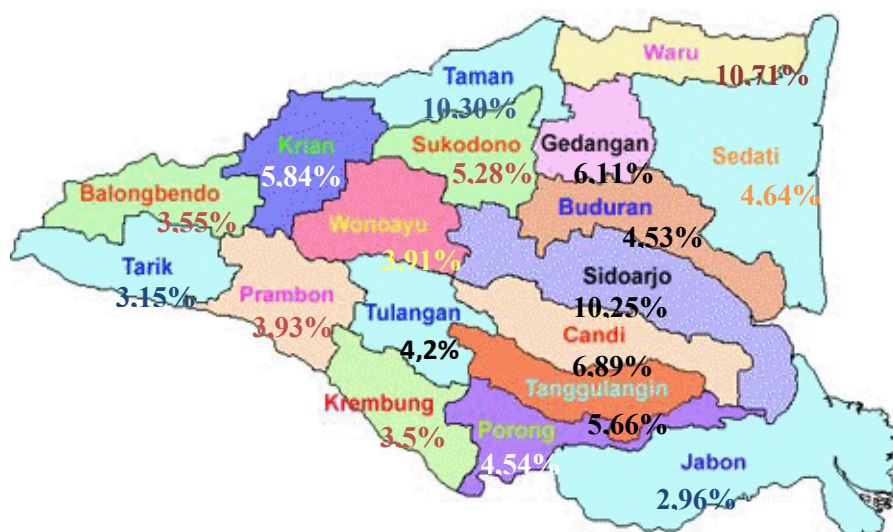 Waru
10,71%
Taman
10,30%
Krian
5,84%
Sukodono
5,28%
Gedangan
6,11%
Sedati
4,64%
Balongbendo
3,55%
Wonoayu
3,91%
Buduran
4,53%
Tarik
3,15%
Prambon
3,93%
Sidoarjo
10,25%
Tulangan
4,2%
Candi
6,89%
Tanggulangin
5,66%
Krembung
3.5%
Porong
4,54%
Jabon
2,96%